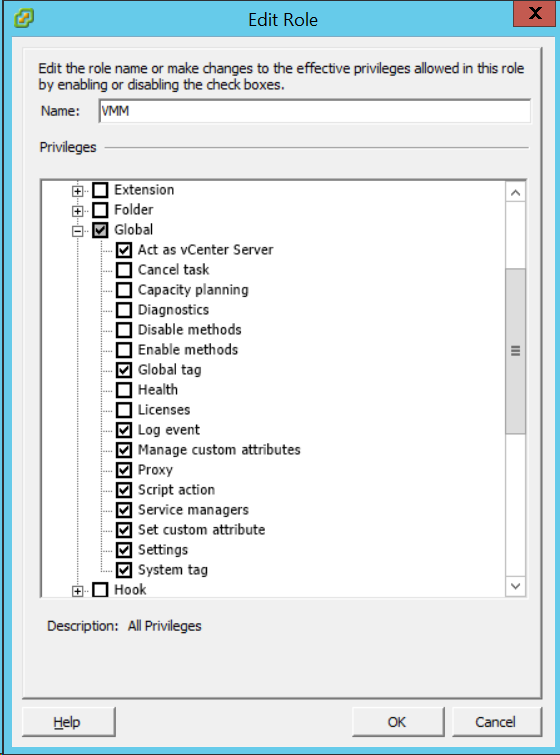 Edit Role
X
Edit the role name or make changes to the effective privileges allowed in this role
by enabling or disabling the check boxes.
Name: VMM
Privileges
Extension
Folder
Global
Act as vCenter Server
Cancel task
Capacity planning
Diagnostics
Disable methods
Enable methods
Global tag
Health
Licenses
Log event
Manage custom attributes
Proxy
Script action
Service managers
Set custom attribute
Settings
System tag
Hook
Description: All Privileges
Help OK Cancel